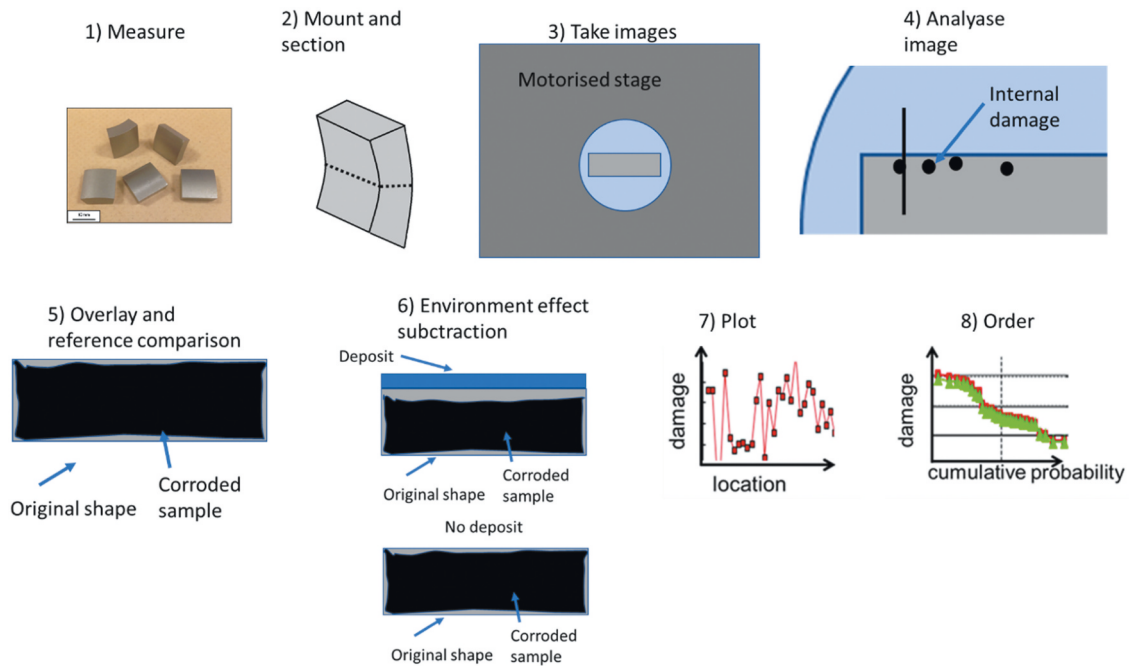 1) Measure
2) Mount and
section
3) Take images
Motorised stage
4) Analyse
image
Internal
damage
5) Overlay and
reference comparison
Original shape
Corroded
sample
6) Environment effect
subctraction
Deposit
Original shape
Corroded
sample
No deposit
Original shape
Corroded
sample
7) Plot
damage
location
8) Order
damage
cumulative probability